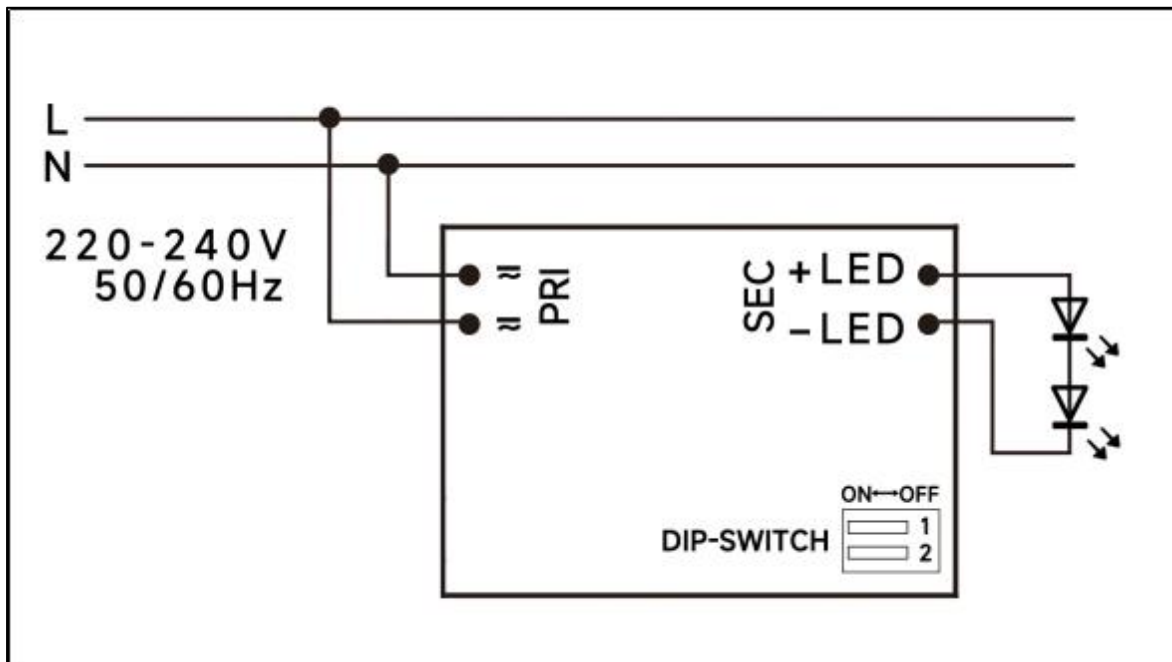 L
N
220-240V
50/60Hz
PRI
SEC
+LED
-LED
ON↔OFF
DIP-SWITCH
1
2